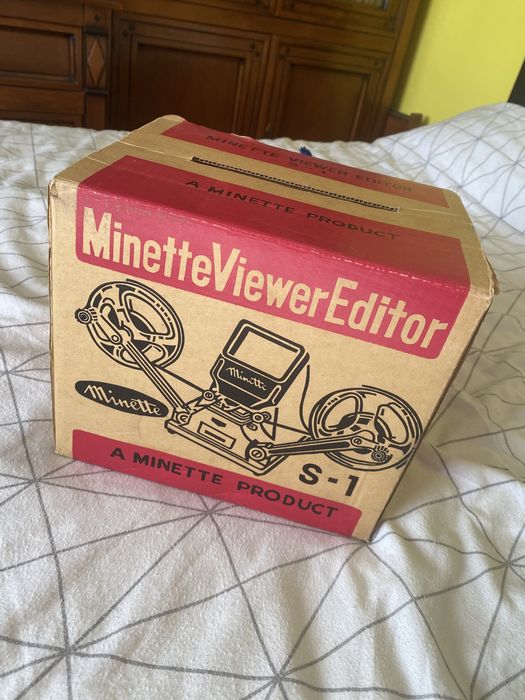 MINETTE VIEWER EDITOR
A MINETTE PRODUCT
MinetteViewerEditor
Minette
Minette
S-1
A MINETTE PRODUCT